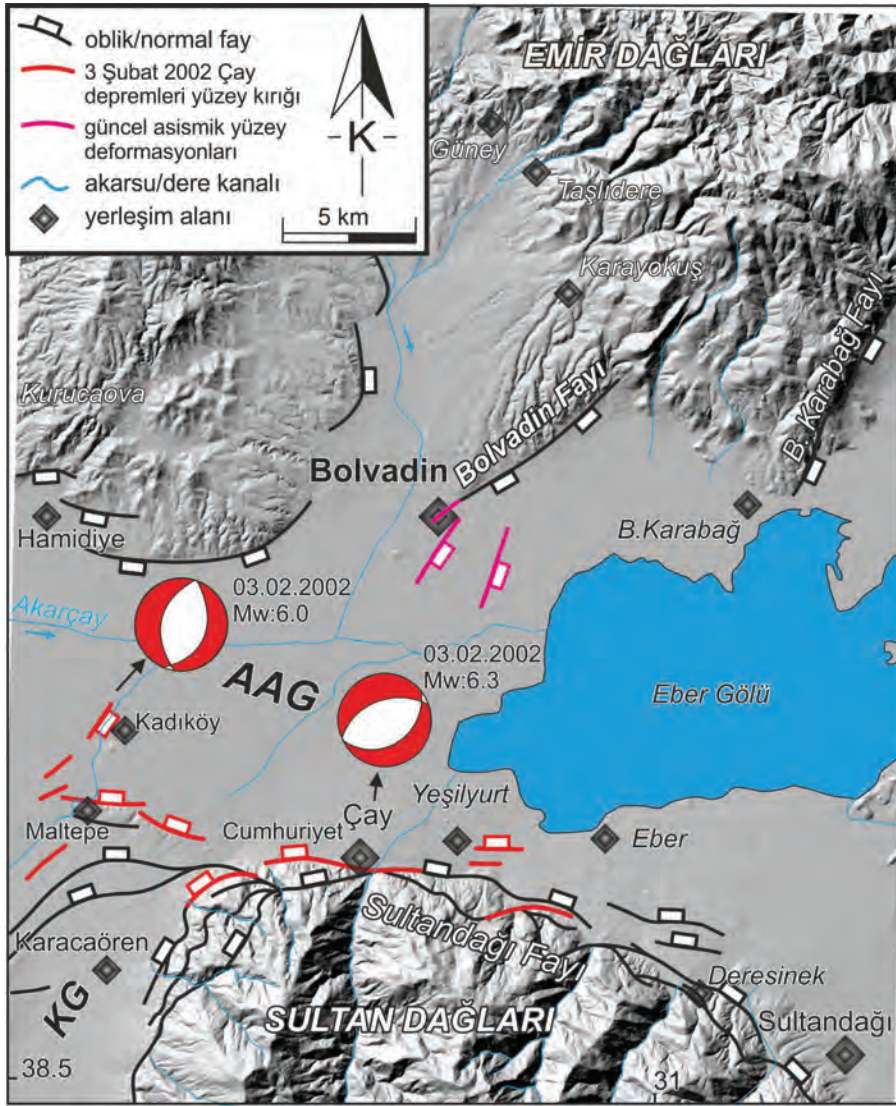 oblik/normal fay
3 Şubat 2002 Çay
depremleri yüzey kırığı
güncel asismik yüzey
deformasyonları
akarsu/dere kanalı
yerleşim alanı
K
5 km
EMİR DAĞLARI
Güney
Taşlıdere
Karayokuş
Kurucaova
Bolvadin Fayı
B. Karabağ Fayı
Bolvadin
Hamidiye
B.Karabağ
03.02.2002
Mw:6.0
Akarçay
AAG
03.02.2002
Mw:6.3
Eber Gölü
Kadıköy
Yeşilyurt
Maltepe
Cumhuriyet
Çay
Eber
Sultandağı Fayı
Karacaören
KG
Deresinek
SULTAN DAĞLARI
Sultandağı
38.5
31